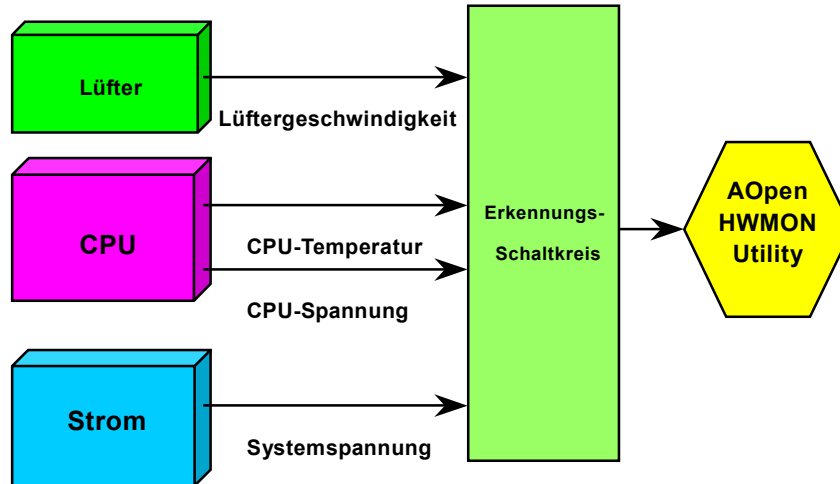 Lüfter
Lüftergeschwindigkeit
CPU
CPU-Temperatur
CPU-Spannung
Strom
Systemspannung
Erkennungs-
Schaltkreis
AOpen
HWMON
Utility